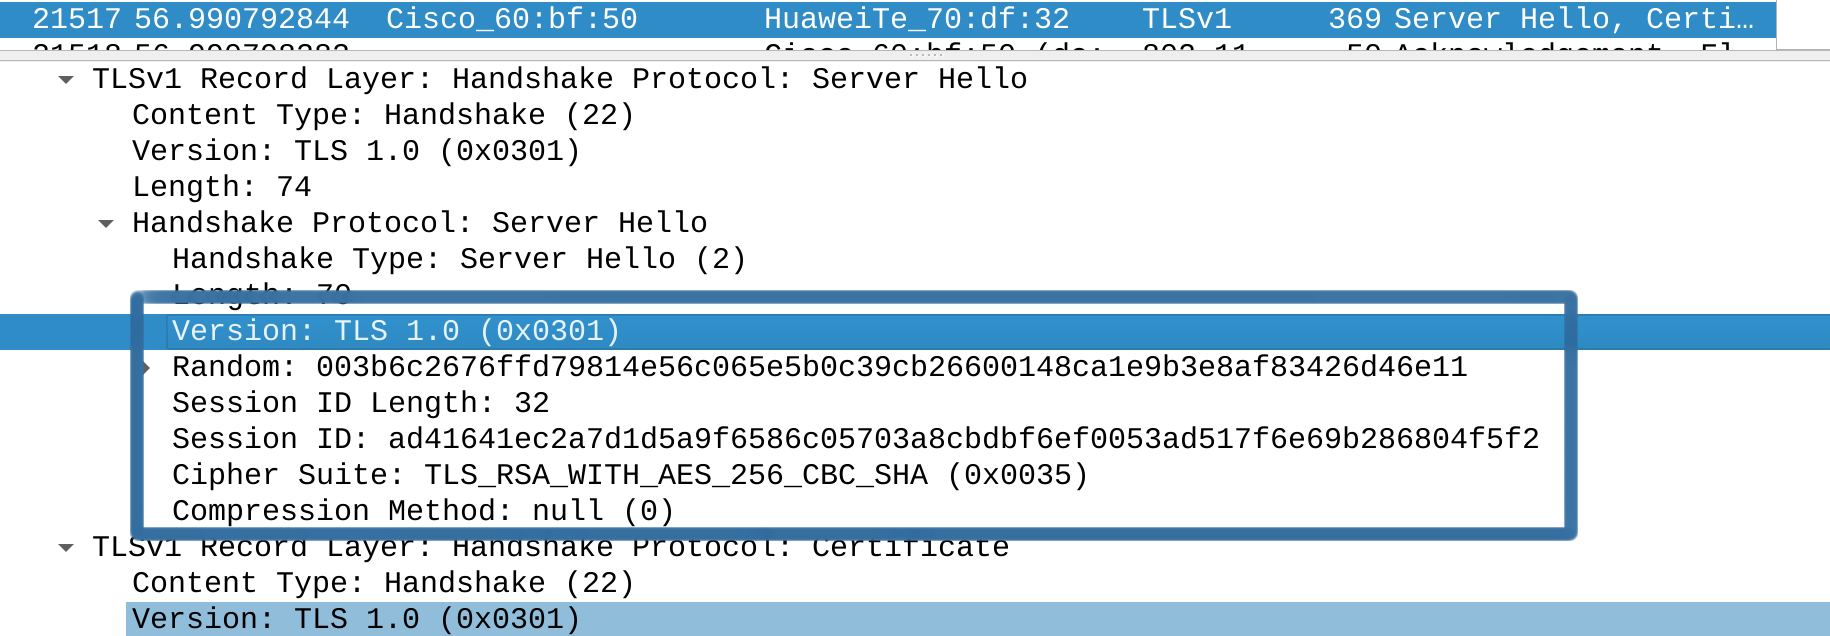 21517 56.990792844 Cisco_60:bf:50 HuaweiTe_70:df:32 TLSv1 369 Server Hello, Certi…
TLSv1 Record Layer: Handshake Protocol: Server Hello
Content Type: Handshake (22)
Version: TLS 1.0 (0x0301)
Length: 74
Handshake Protocol: Server Hello
Handshake Type: Server Hello (2)
Length: 70
Version: TLS 1.0 (0x0301)
Random: 003b6c2676ffd79814e56c065e5b0c39cb26600148ca1e9b3e8af83426d46e11
Session ID Length: 32
Session ID: ad41641ec2a7d1d5a9f6586c05703a8cbdbf6ef0053ad517f6e69b286804f5f2
Cipher Suite: TLS_RSA_WITH_AES_256_CBC_SHA (0x0035)
Compression Method: null (0)
TLSv1 Record Layer: Handshake Protocol: Certificate
Content Type: Handshake (22)
Version: TLS 1.0 (0x0301)